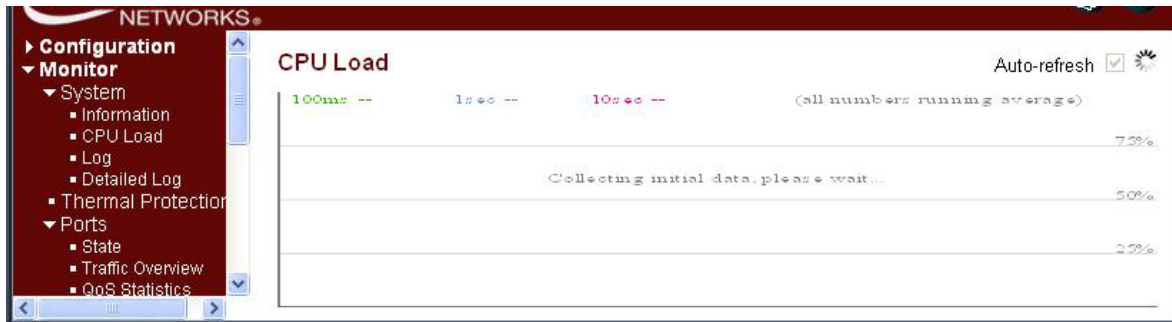 NETWORKS®
Configuration
Monitor
System
Information
CPU Load
Log
Detailed Log
Thermal Protection
Ports
State
Traffic Overview
QoS Statistics
CPU Load
Auto-refresh
100ms -- 1sec -- 10sec -- (all numbers running average)
75%
Collecting initial data, please wait...
50%
25%